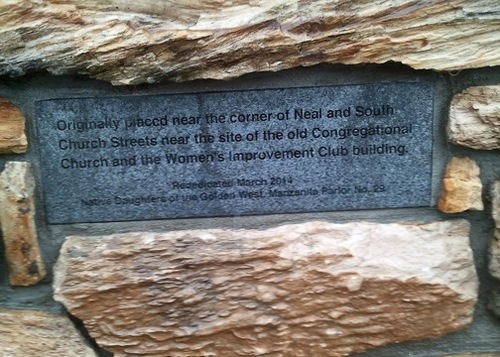 Originally placed near the corner of Neal and South
Church Streets near the site of the old Congregational
Church and the Women's Improvement Club building.
Rededicated March 2014
Native Daughters of the Golden West, Manzanita Parlor No. 29